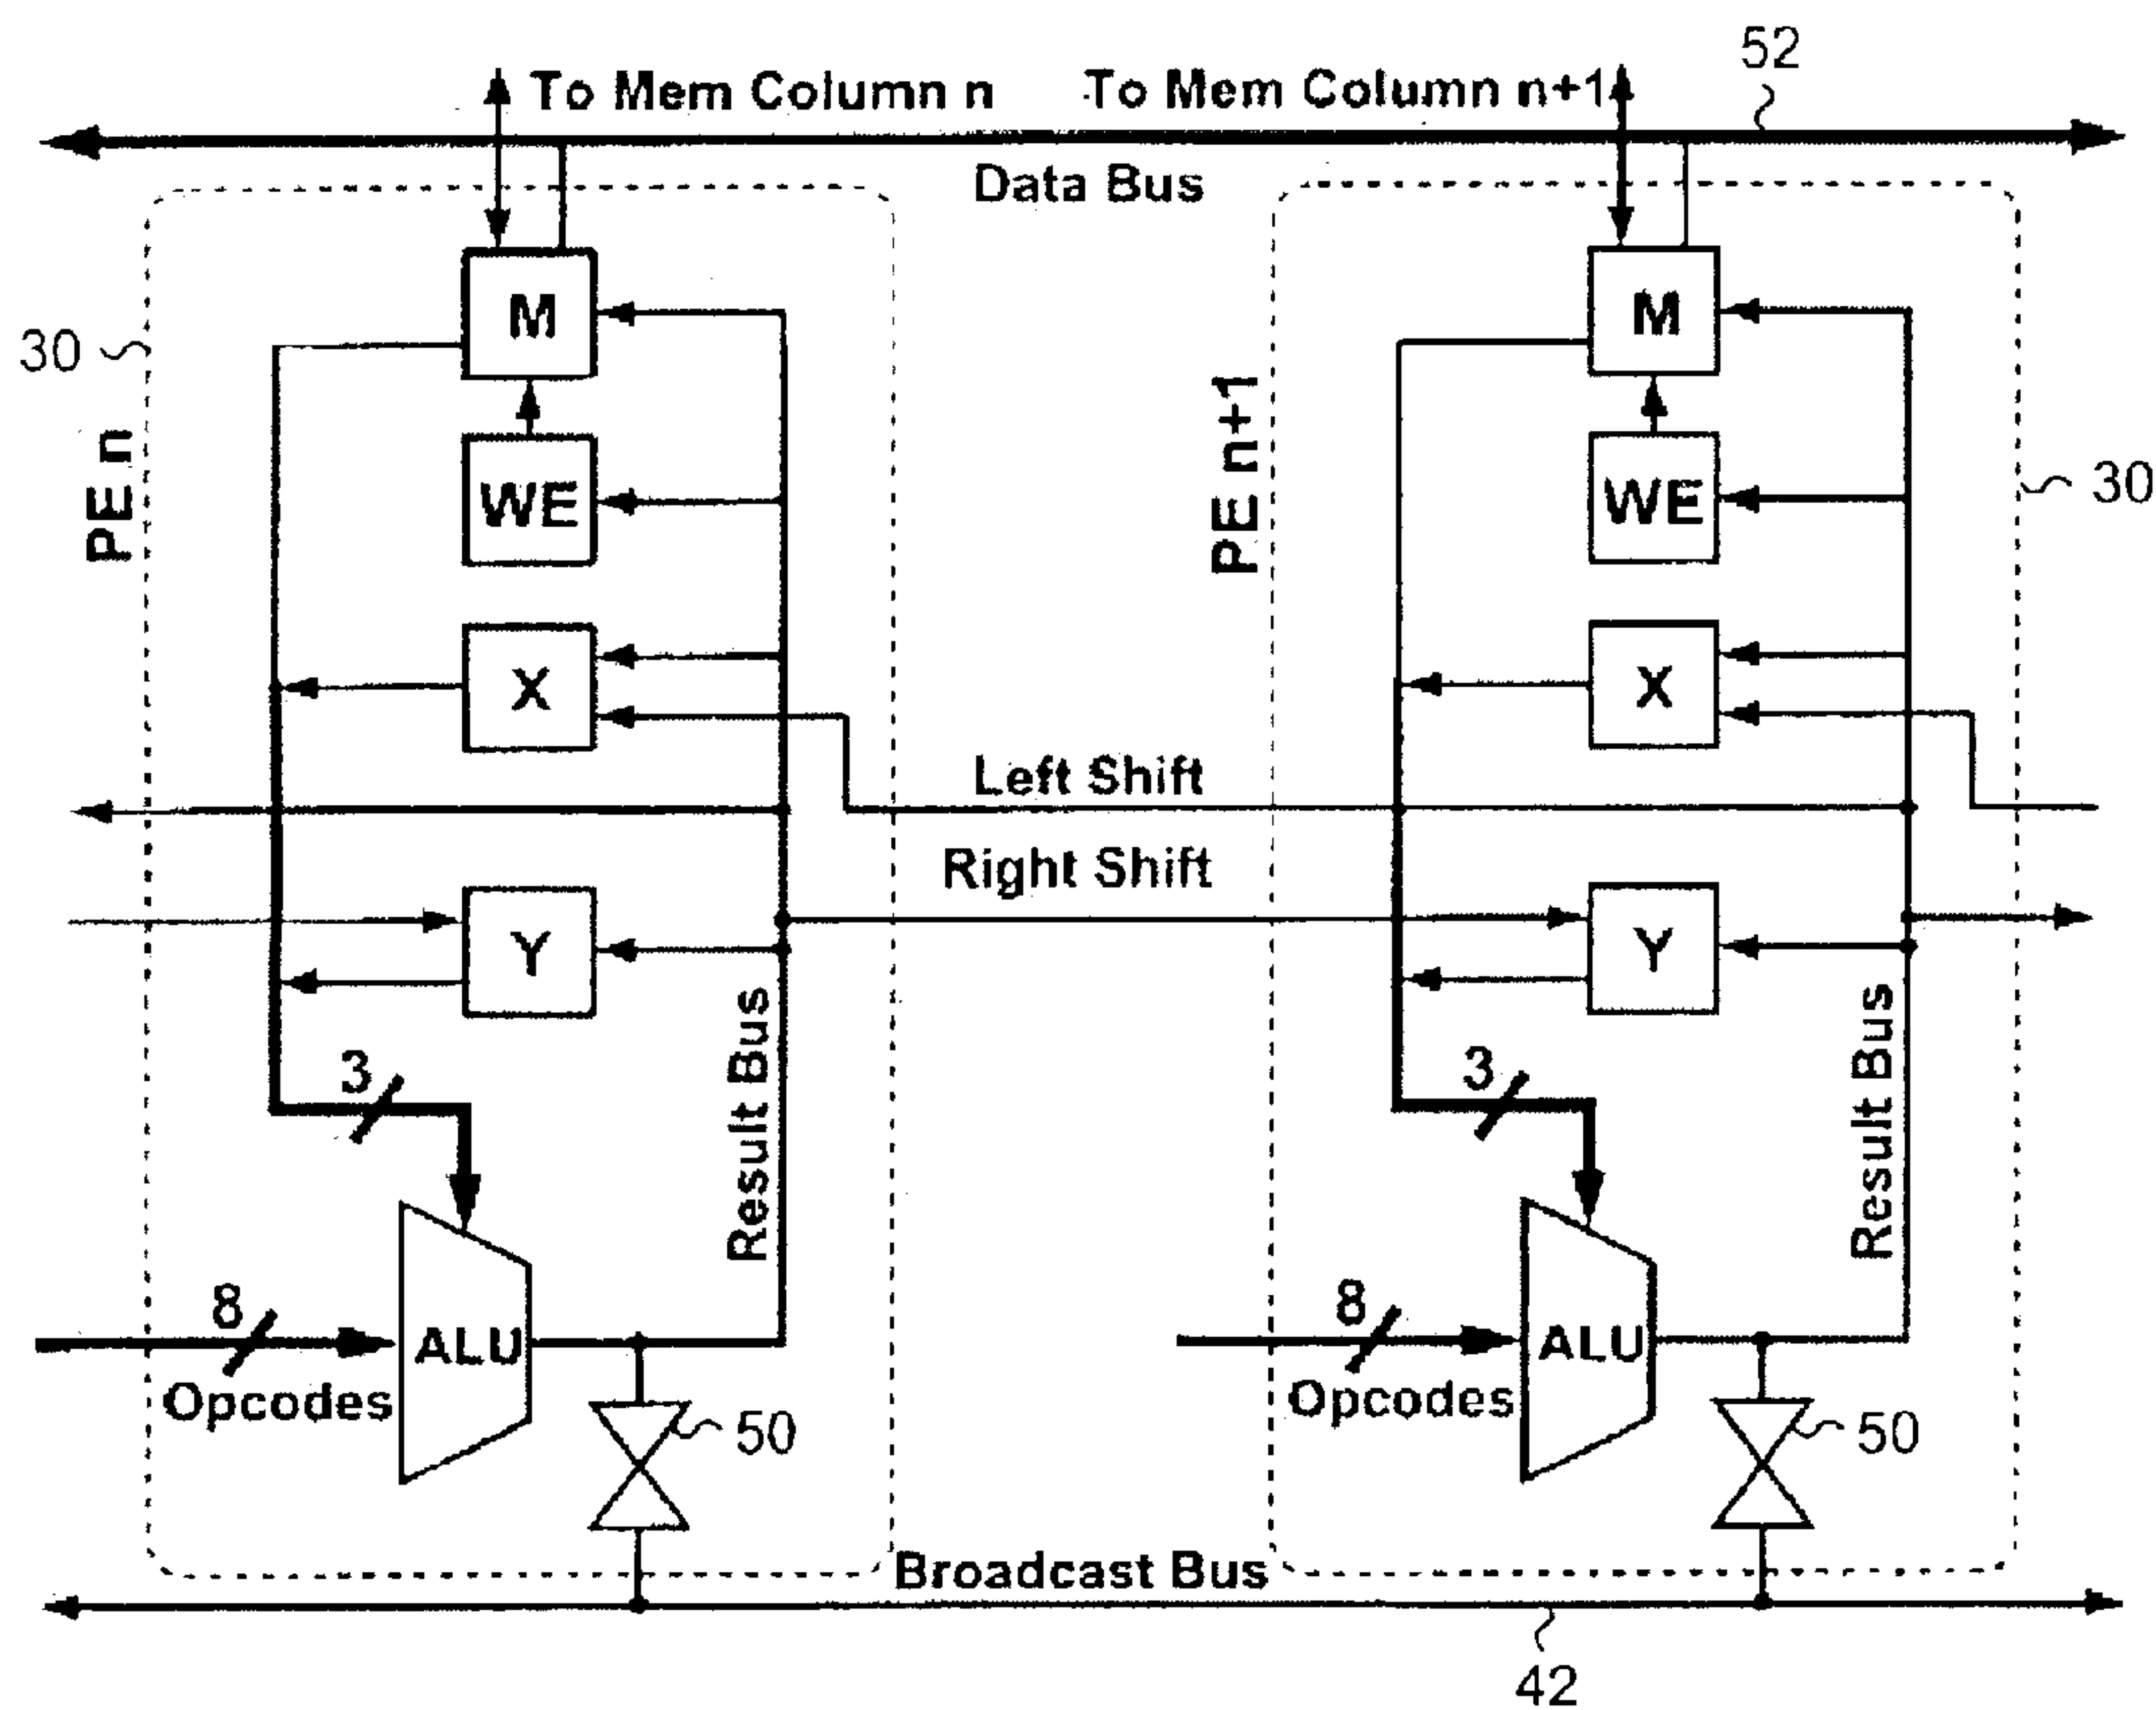 52
To Mem Column n
To Mem Column n+1
Data Bus
30
PE n
M
WE
X
Y
3
8
Opcodes
ALU
Result Bus
50
Left Shift
Right Shift
PE n+1
M
WE
X
Y
3
8
Opcodes
ALU
Result Bus
50
30
Broadcast Bus
42